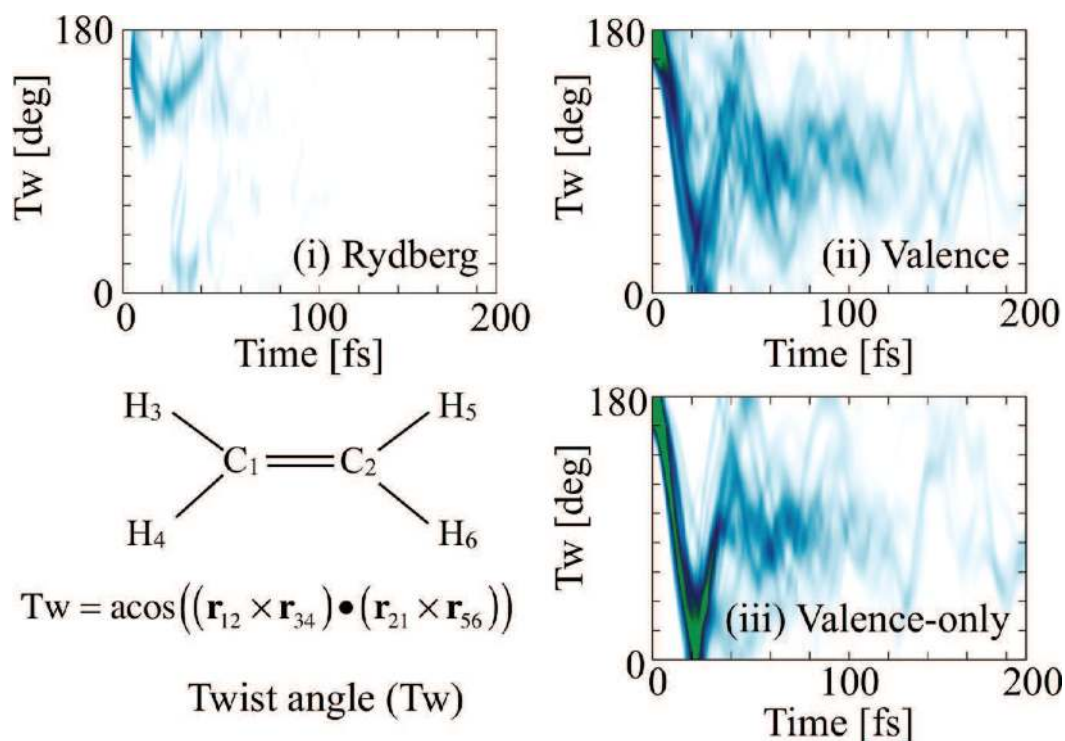 180
Tw [deg]
0
(i) Rydberg
0 100 200
Time [fs]
180
Tw [deg]
0
(ii) Valence
0 100 200
Time [fs]
H3 H5
C1 C2
H4 H6
Tw = acos((r12 × r34) • (r21 × r56))
Twist angle (Tw)
180
Tw [deg]
0
(iii) Valence-only
0 100 200
Time [fs]